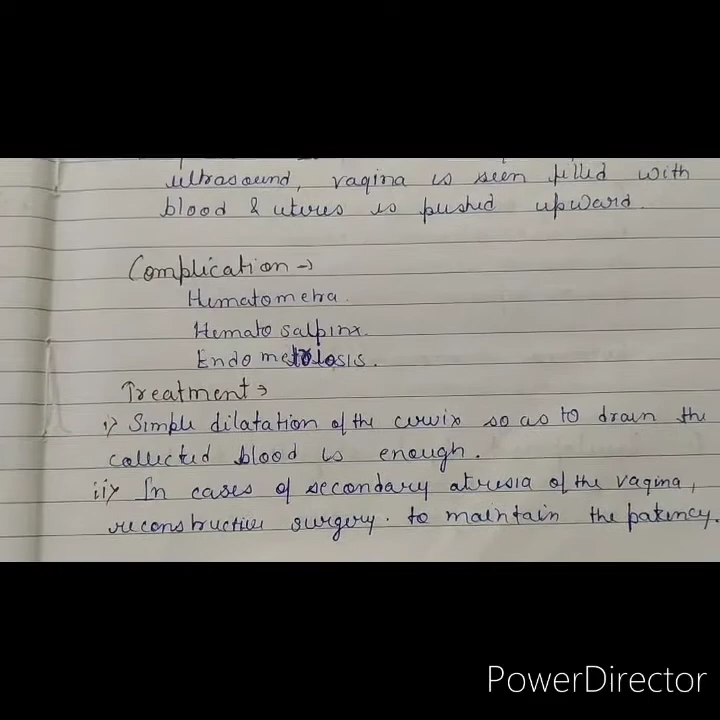 ultrasound, vagina is seen filled with
blood & uterus is pushed upward.
Complication →
Hematometra.
Hemato salpinx.
Endometriosis.
Treatment →
i) Simple dilatation of the cervix so as to drain the
collected blood is enough.
ii) In cases of secondary atresia of the vagina,
reconstructive surgery. to maintain the patency.
PowerDirector